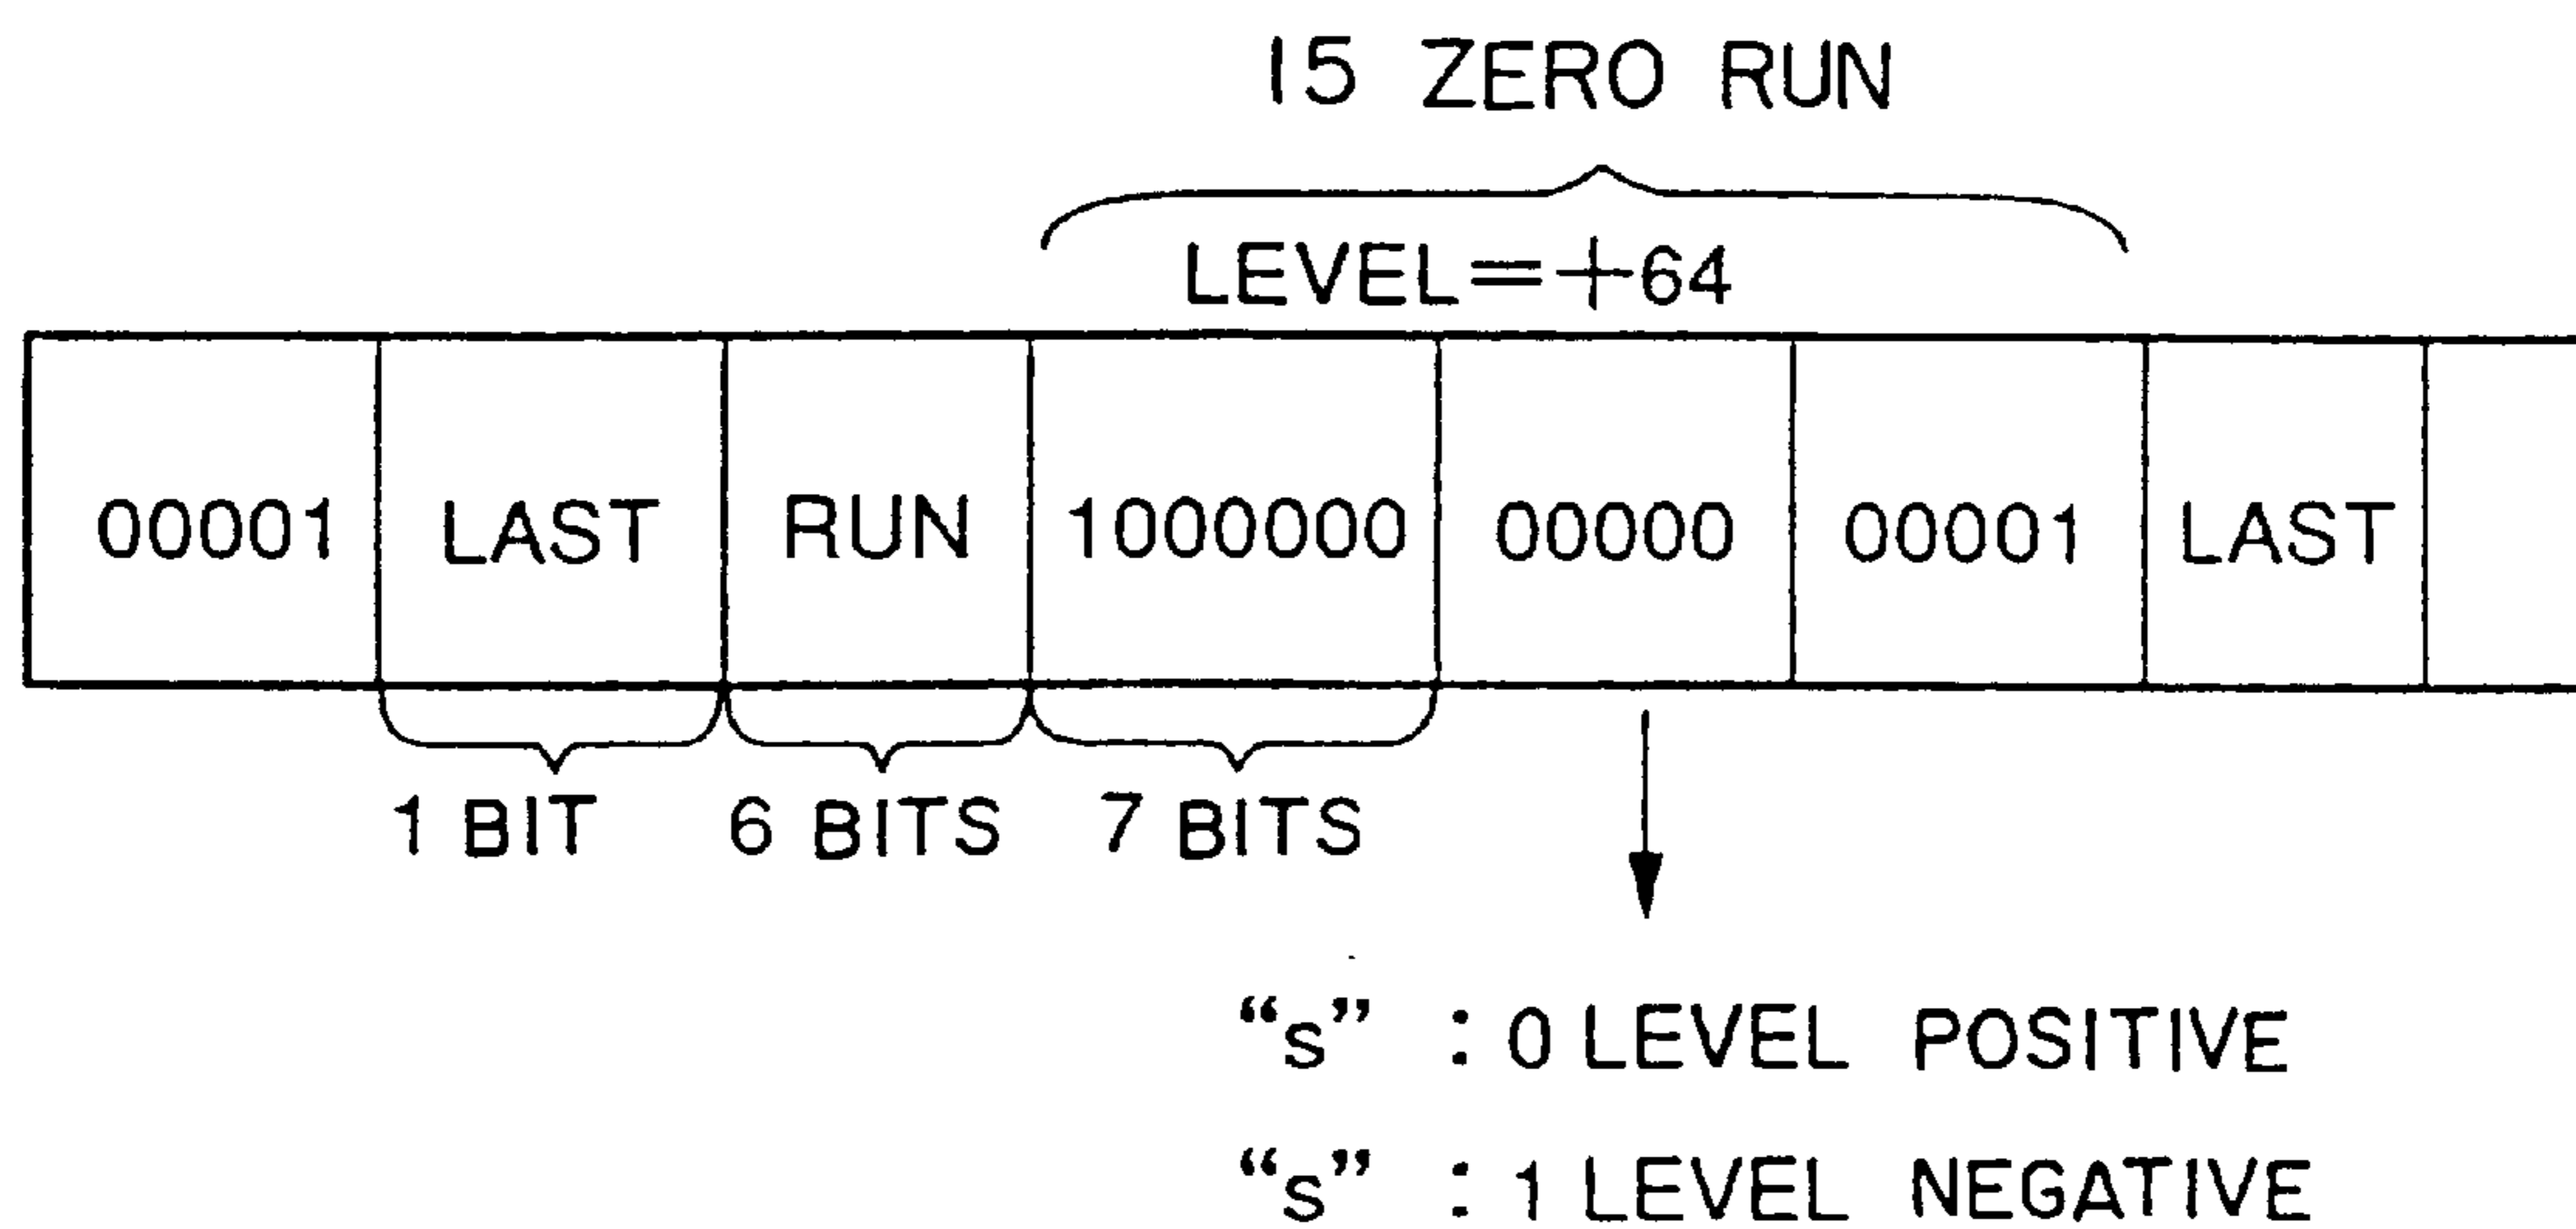 15 ZERO RUN
LEVEL=+64
00001 LAST RUN 1000000 00000 00001 LAST
1 BIT 6 BITS 7 BITS
“s” : 0 LEVEL POSITIVE
“s” : 1 LEVEL NEGATIVE